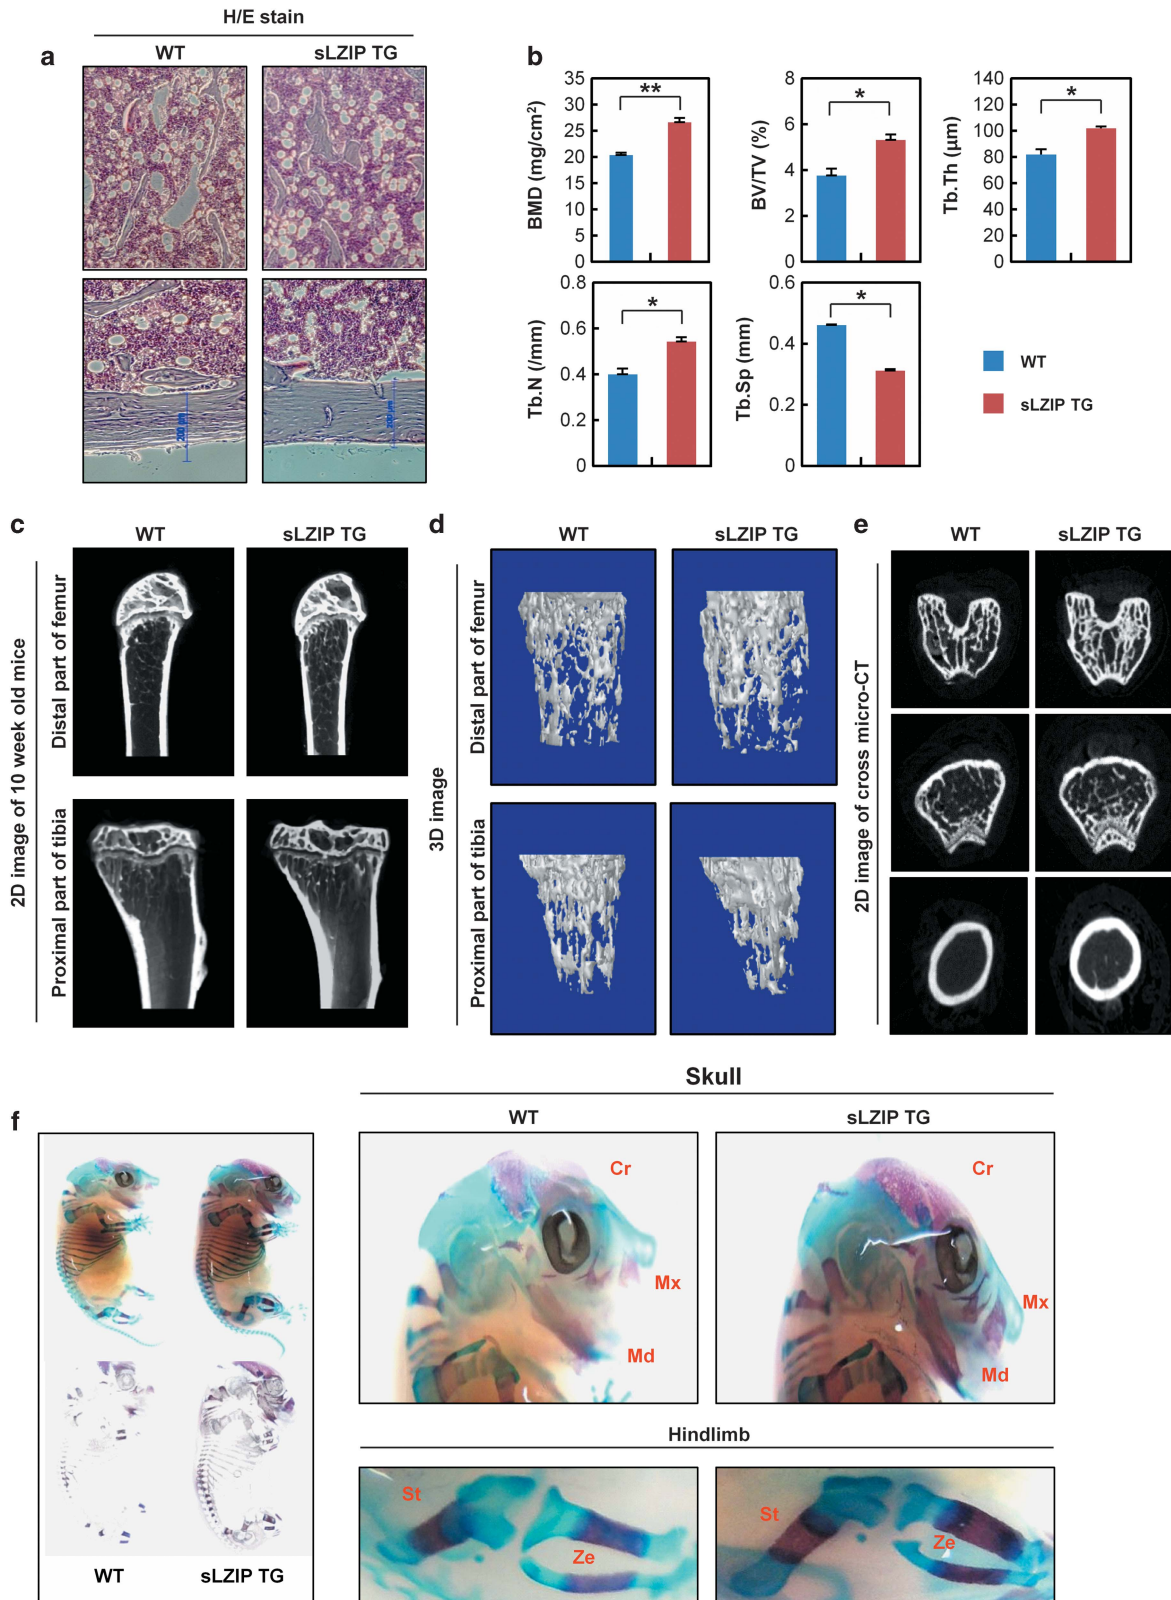 H/E stain
a
WT
sLZIP TG
200 µm
200 µm
b
BMD (mg/cm²)
35
30
25
20
15
10
5
0
**
BV/TV (%)
8
6
4
2
0
*
Tb.Th (µm)
140
120
100
80
60
40
20
0
*
Tb.N (/mm)
0.8
0.6
0.4
0.2
0
*
Tb.Sp (mm)
0.6
0.4
0.2
0
*
WT
sLZIP TG
c
WT
sLZIP TG
2D image of 10 week old mice
Distal part of femur
Proximal part of tibia
d
WT
sLZIP TG
3D image
Distal part of femur
Proximal part of tibia
e
WT
sLZIP TG
2D image of cross micro-CT
f
WT
sLZIP TG
Skull
WT
sLZIP TG
Cr
Mx
Md
Cr
Mx
Md
Hindlimb
St
Ze
St
Ze